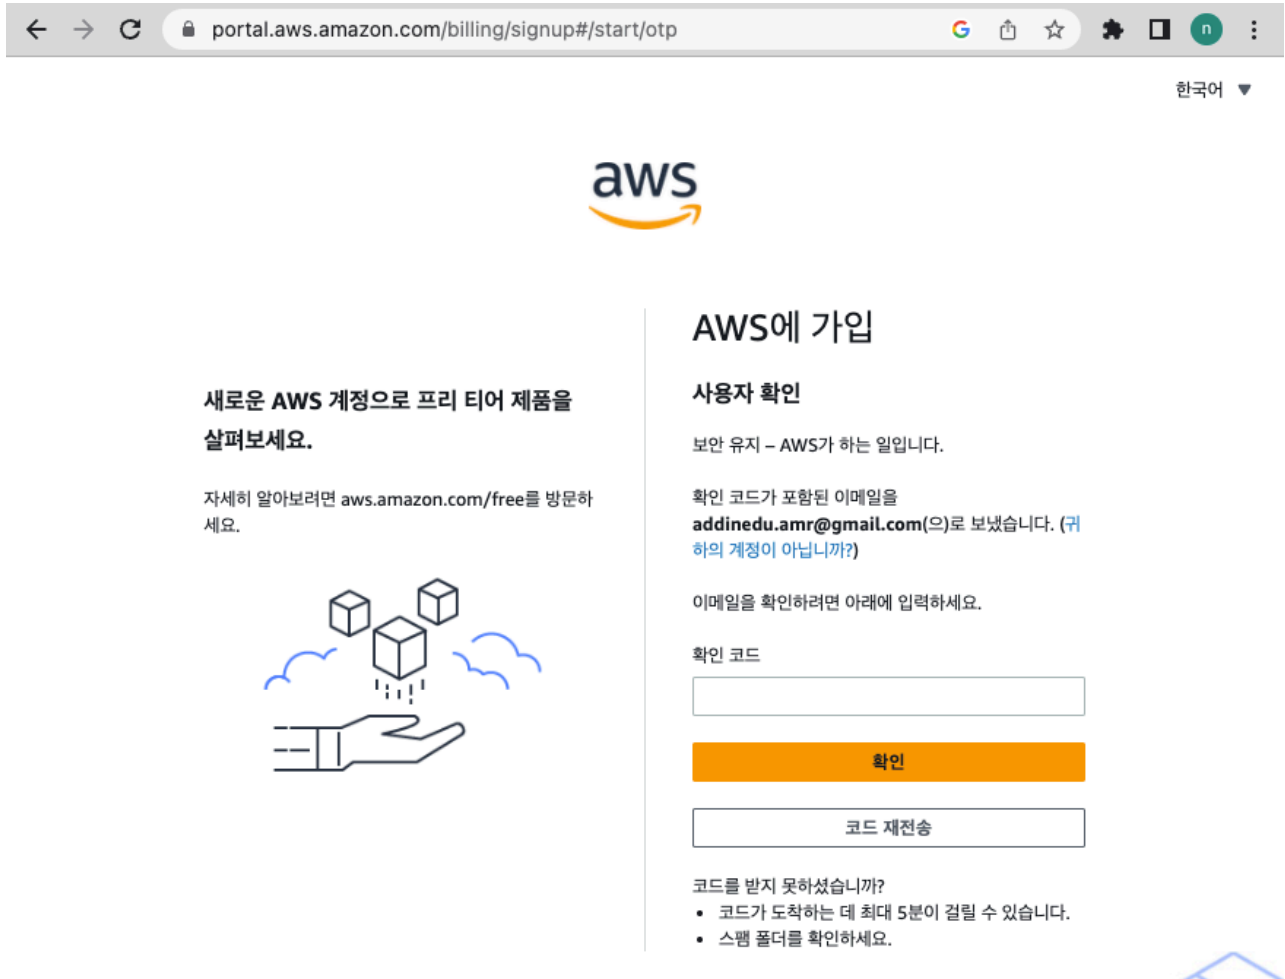 portal.aws.amazon.com/billing/signup#/start/otp
G
n
한국어
aws
새로운 AWS 계정으로 프리 티어 제품을
살펴보세요.
자세히 알아보려면 aws.amazon.com/free를 방문하
세요.
AWS에 가입
사용자 확인
보안 유지 – AWS가 하는 일입니다.
확인 코드가 포함된 이메일을
addinedu.amr@gmail.com(으)로 보냈습니다. (귀
하의 계정이 아닙니까?)
이메일을 확인하려면 아래에 입력하세요.
확인 코드
확인
코드 재전송
코드를 받지 못하셨습니까?
• 코드가 도착하는 데 최대 5분이 걸릴 수 있습니다.
• 스팸 폴더를 확인하세요.